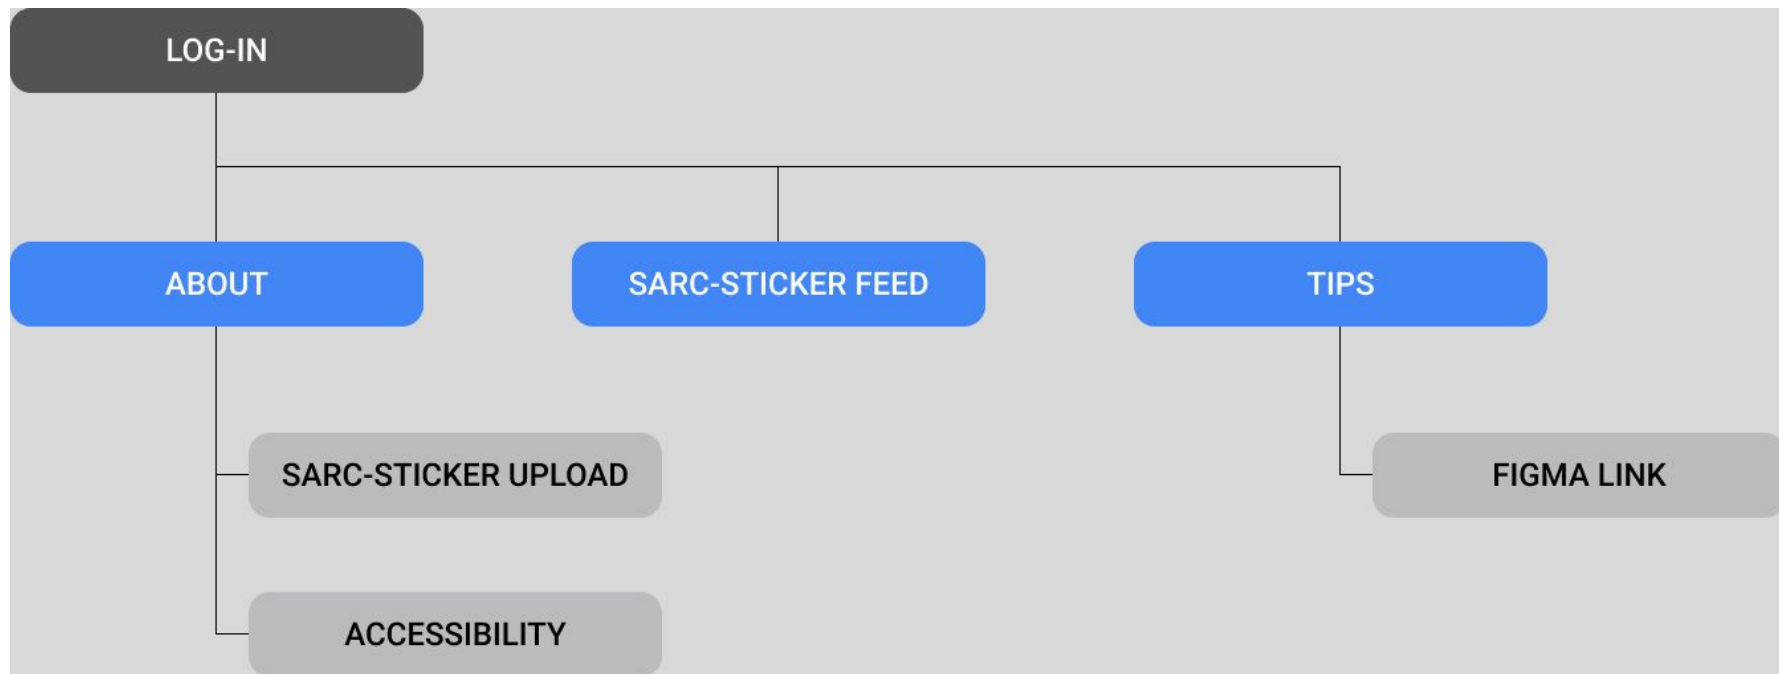 LOG-IN
ABOUT
SARC-STICKER FEED
TIPS
SARC-STICKER UPLOAD
FIGMA LINK
ACCESSIBILITY